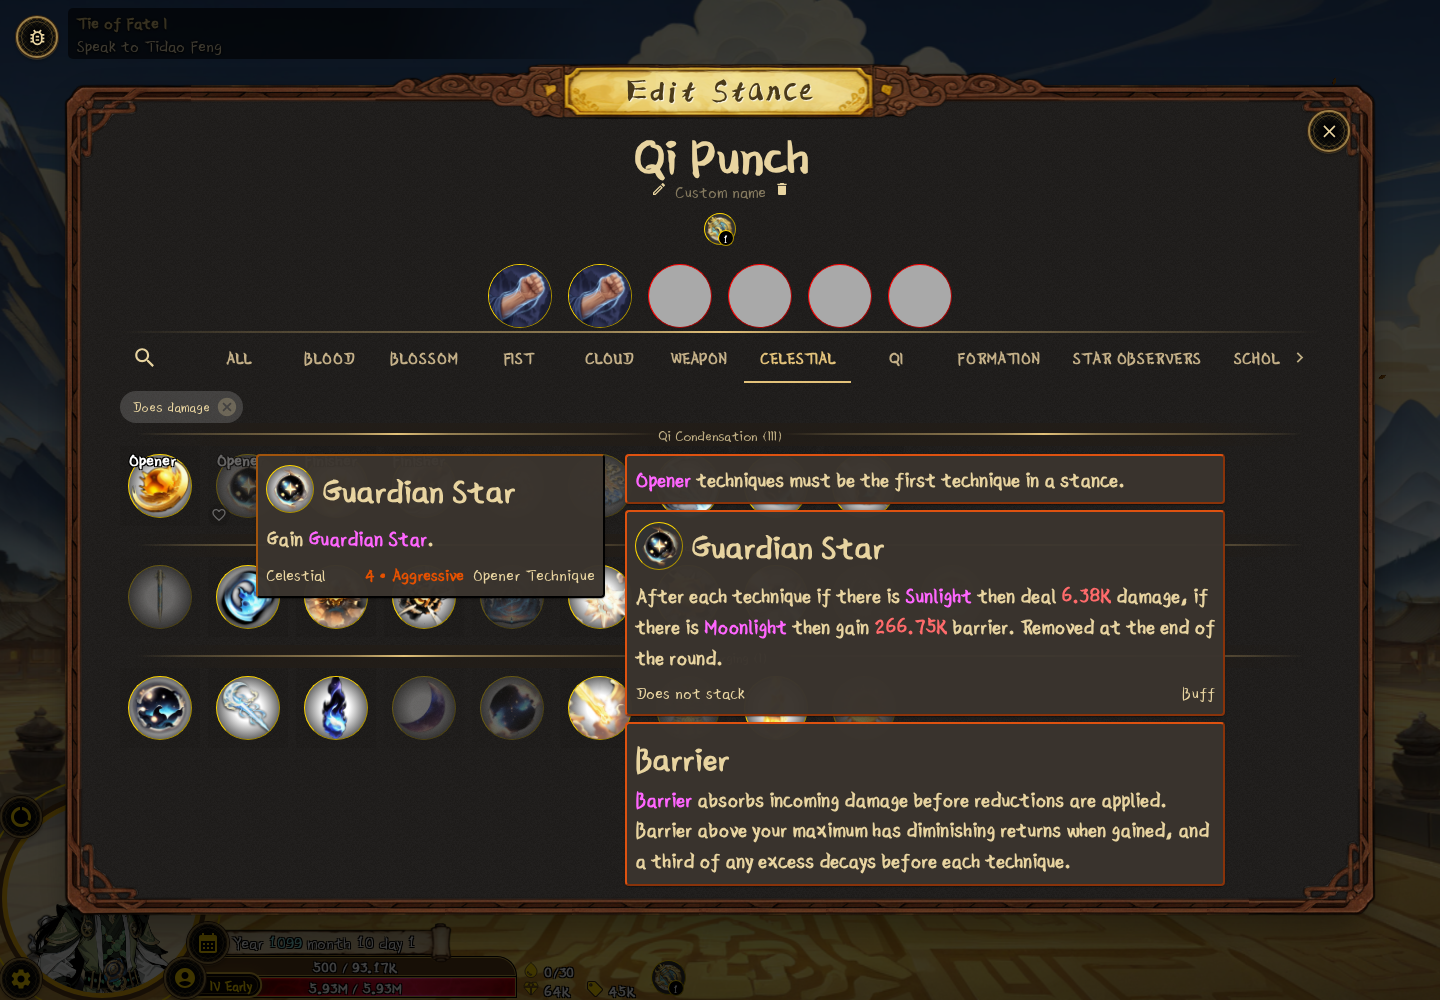 Tie of Fate I
Speak to Tidao Feng
Edit Stance
Qi Punch
Custom name
1
ALL BLOOD BLOSSOM FIST CLOUD WEAPON CELESTIAL QI FORMATION STAR OBSERVERS SCHOL
Does damage
Qi Condensation (III)
Opener
Opene
Guardian Star
Gain Guardian Star.
Celestial 4 • Aggressive Opener Technique
Opener techniques must be the first technique in a stance.
Guardian Star
After each technique if there is Sunlight then deal 6.38K damage, if
there is Moonlight then gain 266.75K barrier. Removed at the end of
the round.
Does not stack Buff
Barrier
Barrier absorbs incoming damage before reductions are applied.
Barrier above your maximum has diminishing returns when gained, and
a third of any excess decays before each technique.
Year 1099 month 10 day 1
500 / 93.17K
IV Early
5.93M / 5.93M
0/30
64K 45K
1